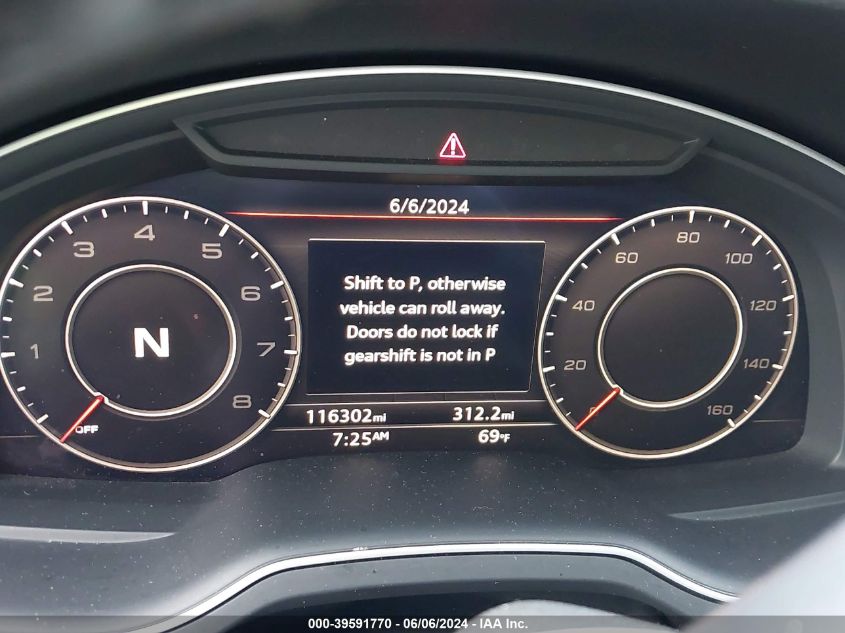 6/6/2024
1
2
3
4
5
6
7
8
N
OFF
Shift to P, otherwise
vehicle can roll away.
Doors do not lock if
gearshift is not in P
0
20
40
60
80
100
120
140
160
116302mi
312.2mi
7:25AM
69°F
000-39591770 - 06/06/2024 - IAA Inc.